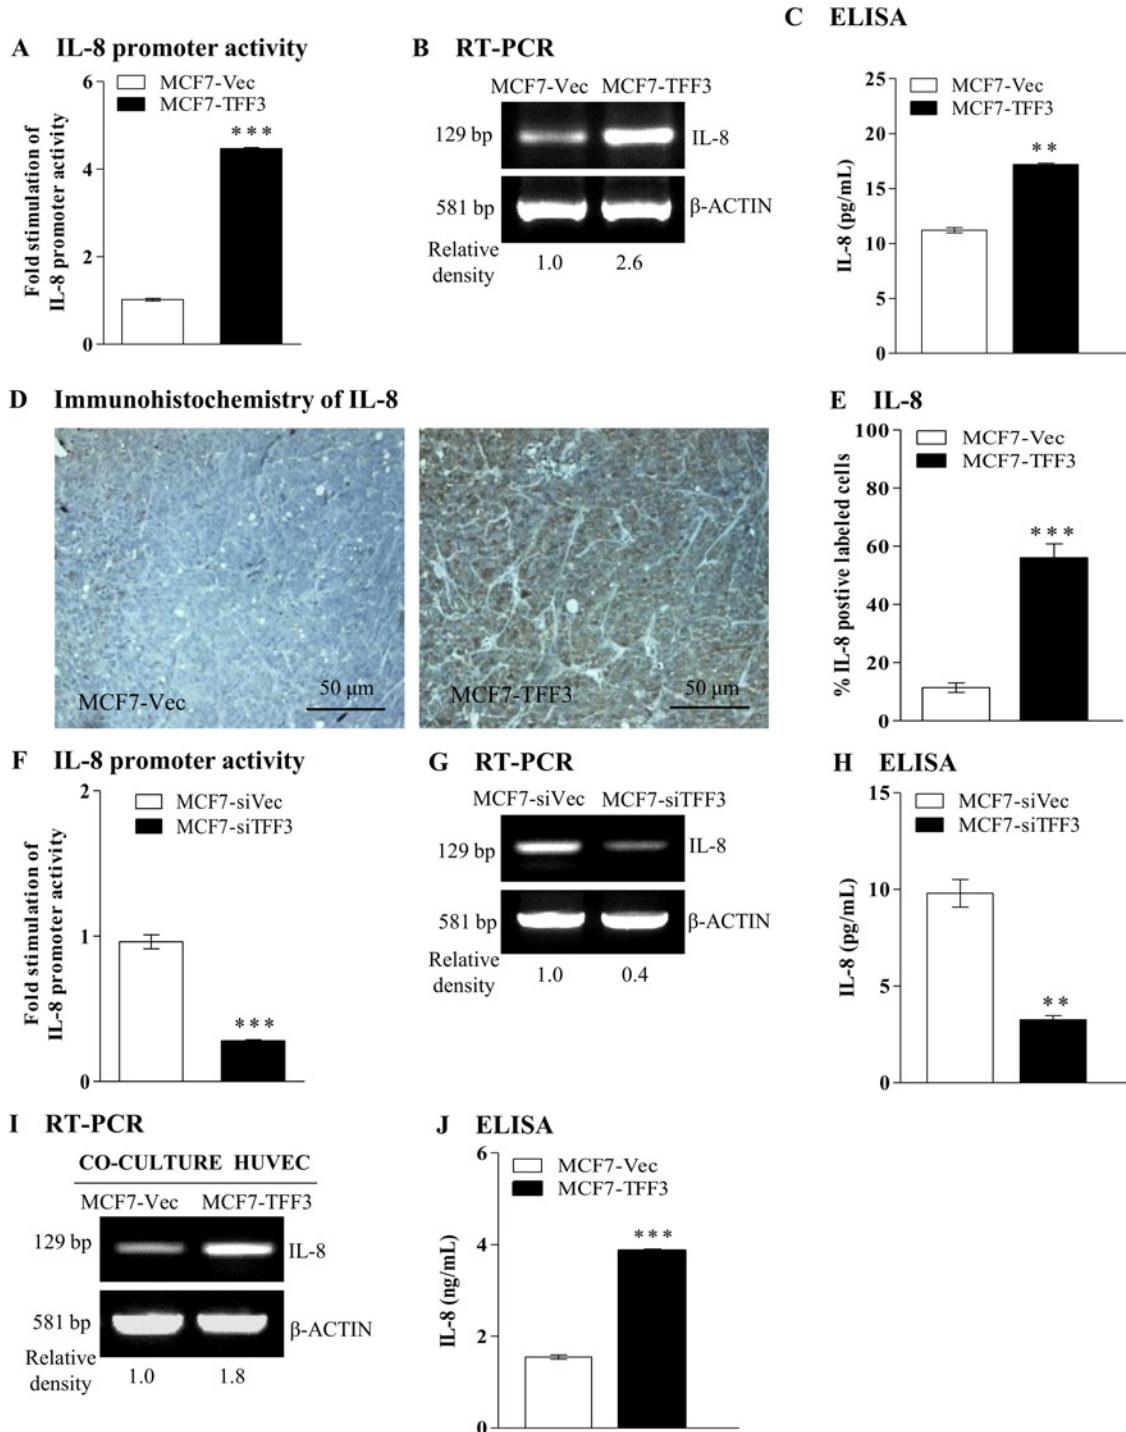 A IL-8 promoter activity
MCF7-Vec
MCF7-TFF3
Fold stimulation of
IL-8 promoter activity
6
4
2
0
***
B RT-PCR
MCF7-Vec MCF7-TFF3
129 bp IL-8
581 bp β-ACTIN
Relative
density
1.0 2.6
C ELISA
MCF7-Vec
MCF7-TFF3
IL-8 (pg/mL)
25
20
15
10
5
0
**
D Immunohistochemistry of IL-8
MCF7-Vec
50 μm
MCF7-TFF3
50 μm
E IL-8
MCF7-Vec
MCF7-TFF3
% IL-8 postive labeled cells
100
80
60
40
20
0
***
F IL-8 promoter activity
MCF7-siVec
MCF7-siTFF3
Fold stimulation of
IL-8 promoter activity
2
1
0
***
G RT-PCR
MCF7-siVec MCF7-siTFF3
129 bp IL-8
581 bp β-ACTIN
Relative
density
1.0 0.4
H ELISA
MCF7-siVec
MCF7-siTFF3
IL-8 (pg/mL)
15
10
5
0
**
I RT-PCR
CO-CULTURE HUVEC
MCF7-Vec MCF7-TFF3
129 bp IL-8
581 bp β-ACTIN
Relative
density
1.0 1.8
J ELISA
MCF7-Vec
MCF7-TFF3
IL-8 (ng/mL)
6
4
2
0
***